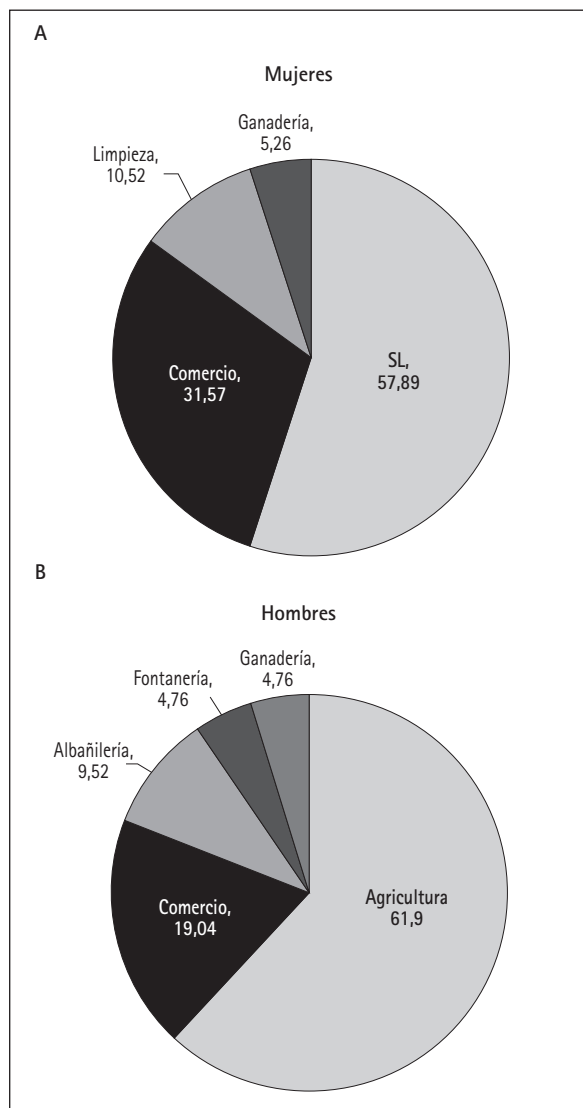 A
Mujeres
Ganadería,
5,26
Limpieza,
10,52
SL,
57,89
Comercio,
31,57
B
Hombres
Ganadería,
4,76
Fontanería,
4,76
Albañilería,
9,52
Agricultura
61,9
Comercio,
19,04